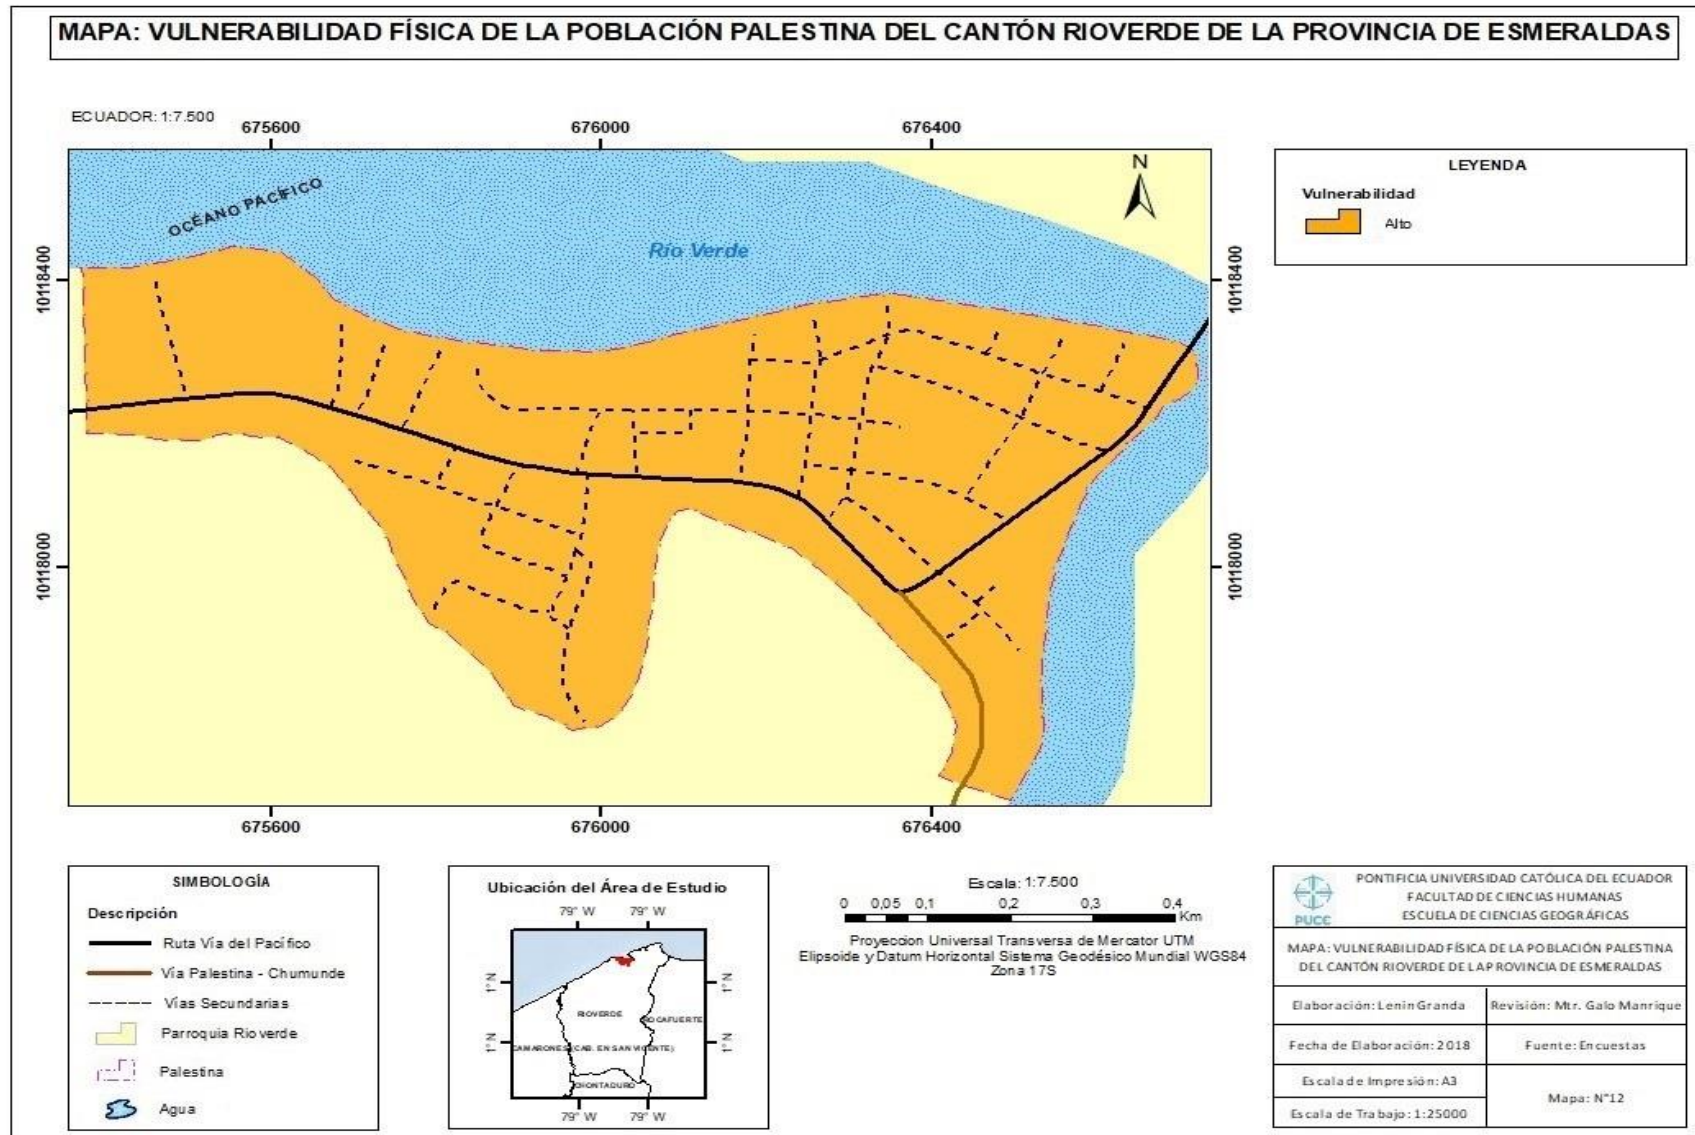 MAPA: VULNERABILIDAD FÍSICA DE LA POBLACIÓN PALESTINA DEL CANTÓN RIOVERDE DE LA PROVINCIA DE ESMERALDAS
ECUADOR: 1:7.500
675600
676000
676400
OCÉANO PACÍFICO
Río Verde
N
10118400
10118400
10118000
10118000
675600
676000
676400
LEYENDA
Vulnerabilidad
Alto
SIMBOLOGÍA
Descripción
Ruta Vía del Pacífico
Vía Palestina - Chumunde
Vías Secundarias
Parroquia Rioverde
Palestina
Agua
Ubicación del Área de Estudio
79° W
79° W
1° N
1° N
1° N
1° N
RIOVERDE
ROCAFUERTE
CAMARONES (CAB. EN SAN VICENTE)
CHONTADURO
79° W
79° W
Escala: 1:7.500
0 0,05 0,1 0,2 0,3 0,4
Km
Proyeccion Universal Transversa de Mercator UTM
Elipsoide y Datum Horizontal Sistema Geodésico Mundial WGS84
Zona 17S
PUCE
PONTIFICIA UNIVERSIDAD CATÓLICA DEL ECUADOR
FACULTAD DE CIENCIAS HUMANAS
ESCUELA DE CIENCIAS GEOGRÁFICAS
MAPA: VULNERABILIDAD FÍSICA DE LA POBLACIÓN PALESTINA
DEL CANTÓN RIOVERDE DE LA PROVINCIA DE ESMERALDAS
Elaboración: Lenin Granda
Revisión: Mtr. Galo Manrique
Fecha de Elaboración: 2018
Fuente: Encuestas
Escala de Impresión: A3
Escala de Trabajo: 1:25000
Mapa: N°12